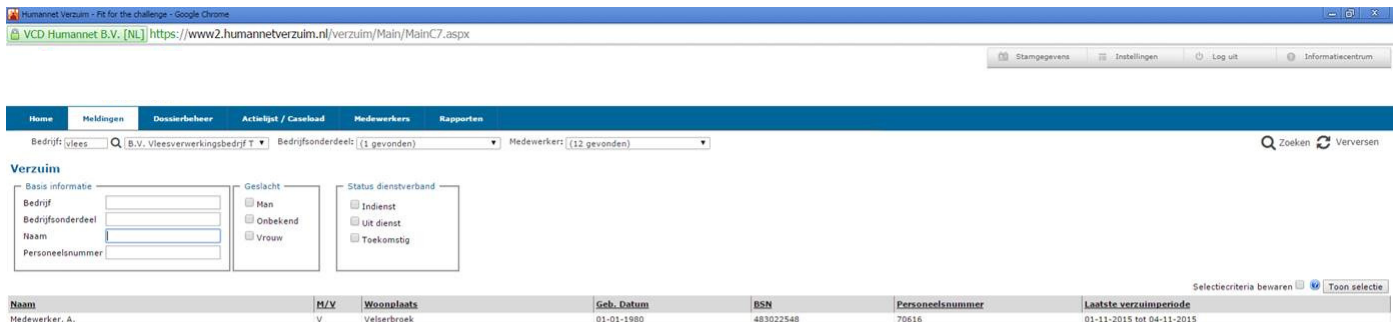 Humannet Verzuim - Fit for the challenge - Google Chrome
VCD Humannet B.V. [NL] https://www2.humannetverzuim.nl/verzuim/Main/MainC7.aspx
Stamgegevens Instellingen Log uit Informatiecentrum
Home Meldingen Dossierbeheer Actielijst / Caseload Medewerkers Rapporten
Bedrijf: vlees B.V. Vleesverwerkingsbedrjf T Bedrijfsonderdeel: (1 gevonden) Medewerker: (12 gevonden) Zoeken Verversen
Verzuim
Basis informatie Geslacht Status dienstverband
Bedrijf Man Indienst
Bedrijfsonderdeel Onbekend Uit dienst
Naam Vrouw Toekomstig
Personeelsnummer
Selectiecriteria bewaren Toon selectie
Naam M/V Woonplaats Geb. Datum BSN Personeelsnummer Laatste verzuimperiode
Medewerker, A. V Velserbroek 01-01-1980 483022548 70616 01-11-2015 tot 04-11-2015